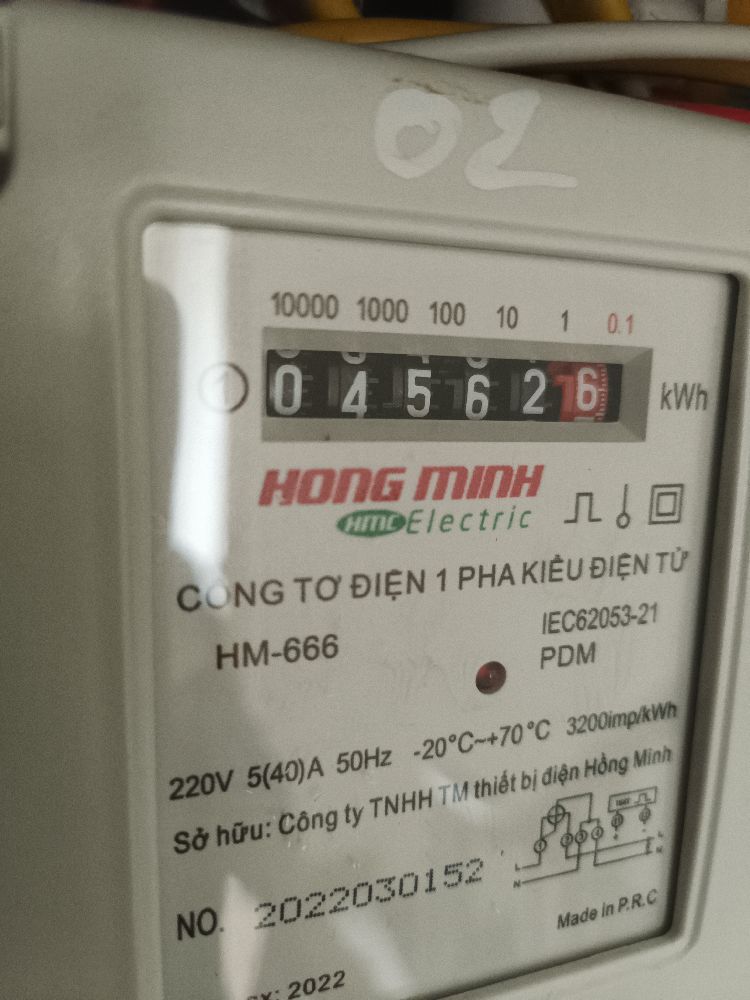 02
10000 1000 100 10 1 0.1
0 4 5 6 2 6 kWh
HONG MINH
HMC Electric
CÔNG TƠ ĐIỆN 1 PHA KIỂU ĐIỆN TỬ
HM-666
IEC62053-21
PDM
220V 5(40)A 50Hz -20°C~+70°C 3200imp/kWh
Sở hữu: Công ty TNHH TM thiết bị điện Hồng Minh
NO. 2022030152
L
N
L
N
Made in P.R.C
2022